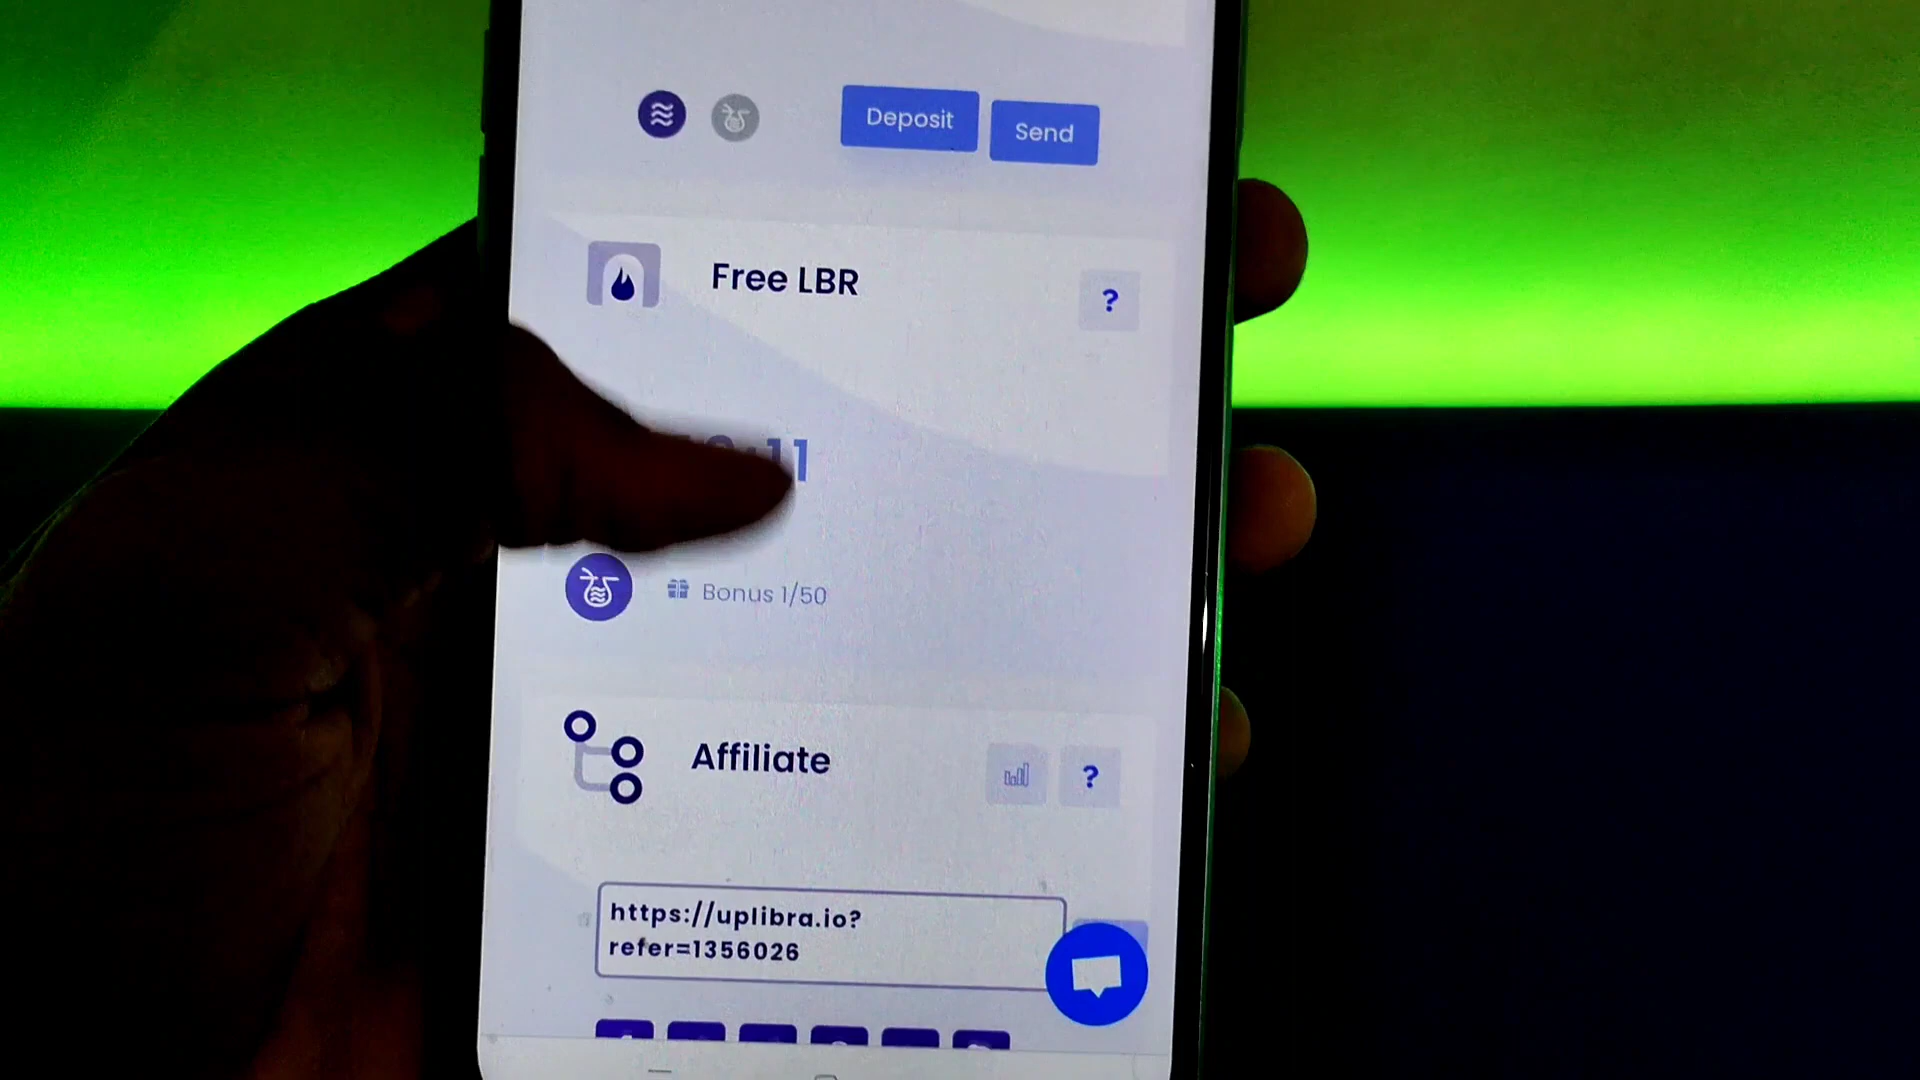 Deposit
Send
Free LBR
?
Bonus 1/50
Affiliate
?
https://uplibra.io?
refer=1356026